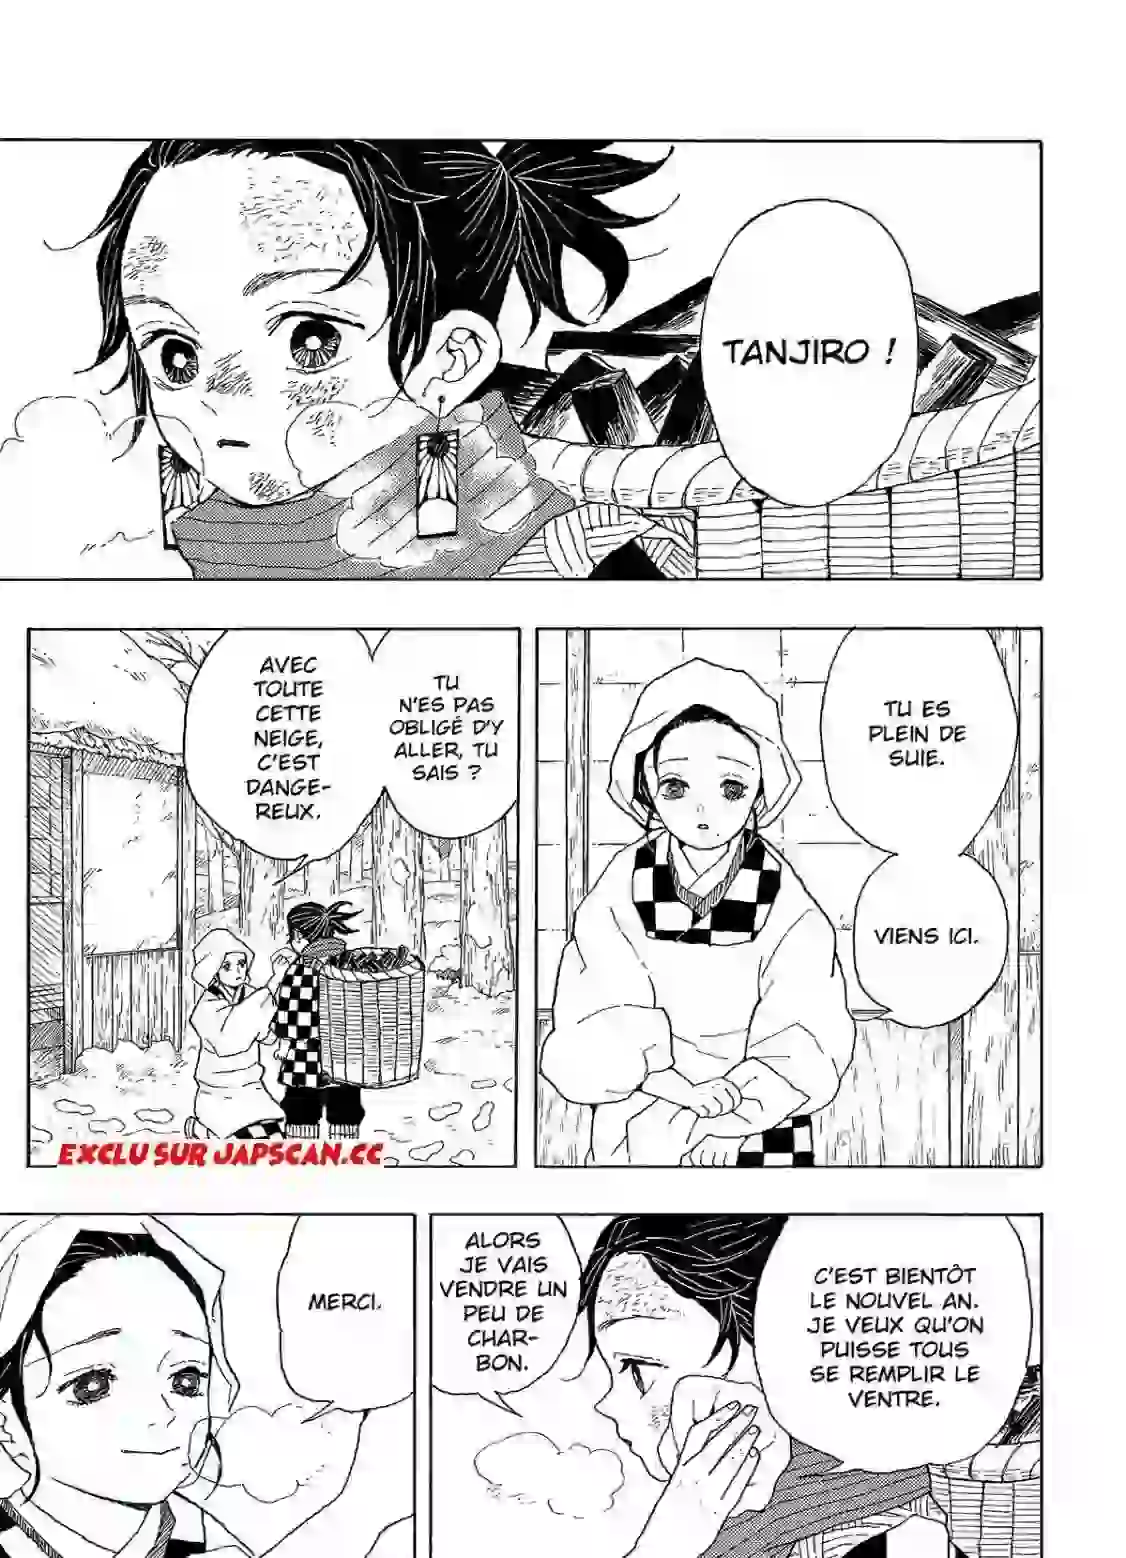 TANJIRO !
TU ES
PLEIN DE
SUIE.
VIENS ICI.
TU
N'ES PAS
OBLIGÉ D'Y
ALLER, TU
SAIS ?
AVEC
TOUTE
CETTE
NEIGE,
C'EST
DANGE-
REUX.
EXCLU SUR JAPSCAN.CC
C'EST BIENTÔT
LE NOUVEL AN.
JE VEUX QU'ON
PUISSE TOUS
SE REMPLIR LE
VENTRE.
ALORS
JE VAIS
VENDRE UN
PEU DE
CHAR-
BON.
MERCI.